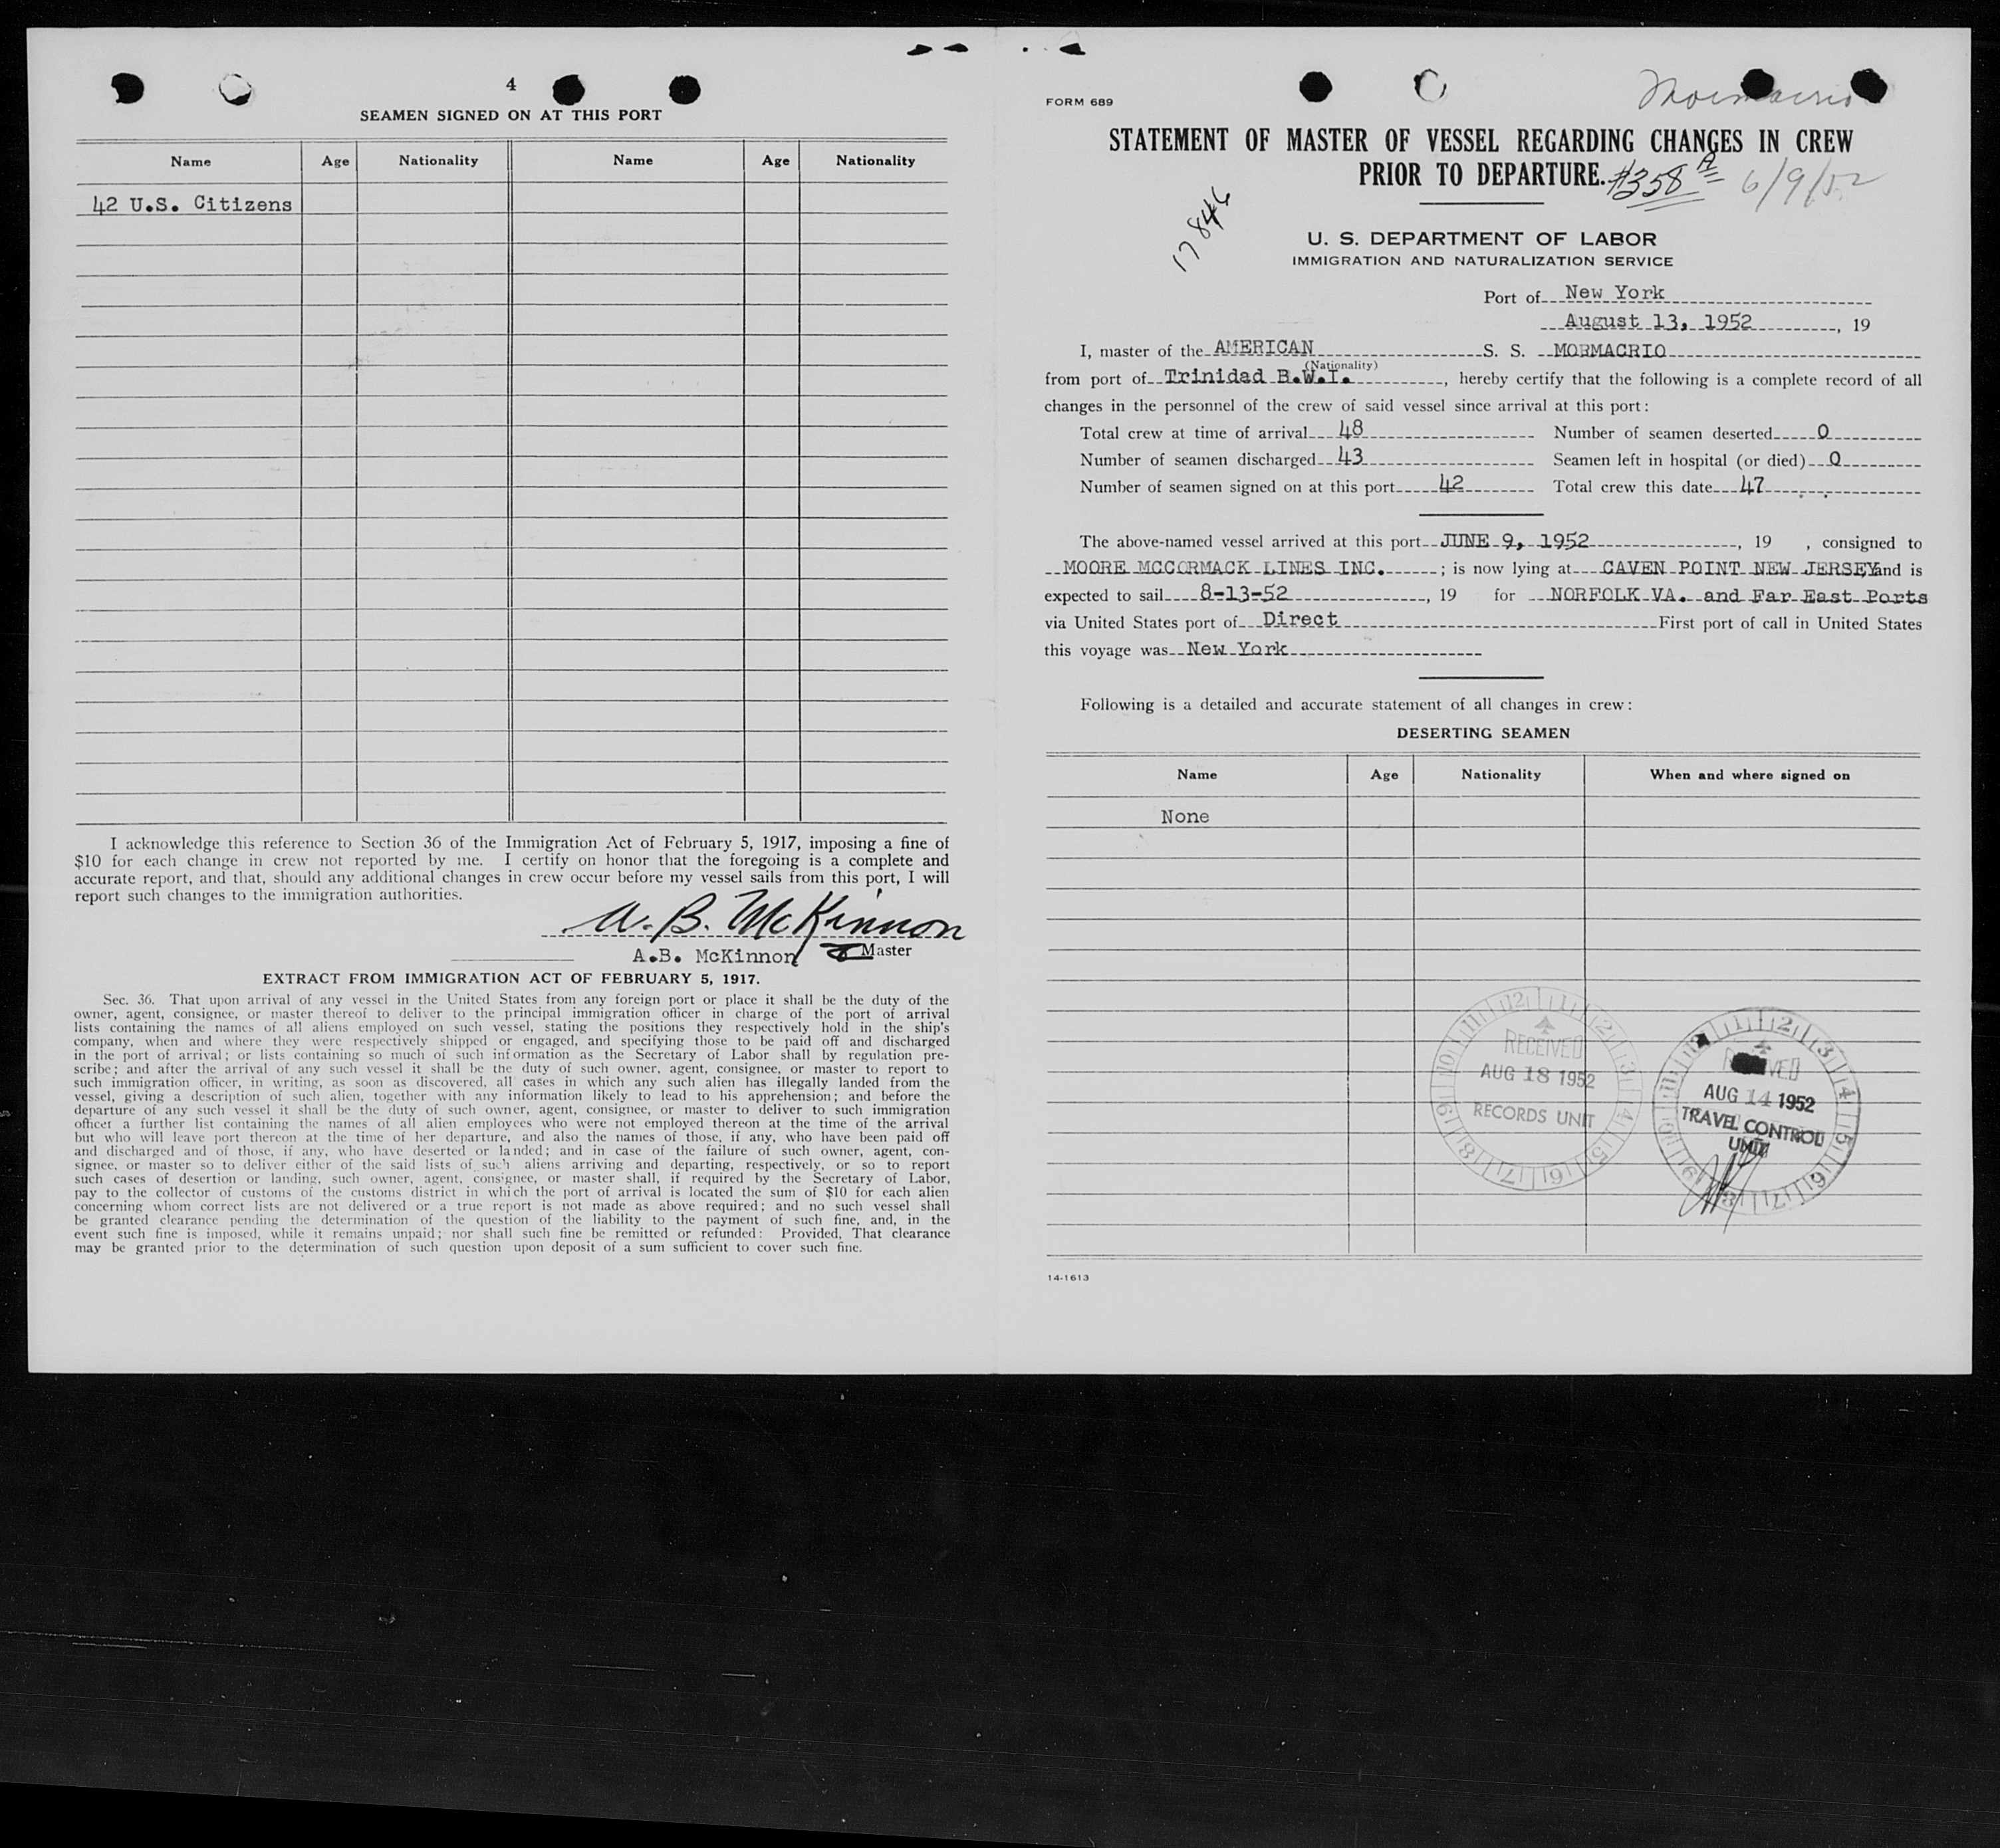 4
SEAMEN SIGNED ON AT THIS PORT
Name Age Nationality Name Age Nationality
42 U.S. Citizens
I acknowledge this reference to Section 36 of the Immigration Act of February 5, 1917, imposing a fine of
$10 for each change in crew not reported by me. I certify on honor that the foregoing is a complete and
accurate report, and that, should any additional changes in crew occur before my vessel sails from this port, I will
report such changes to the immigration authorities.
A. B. McKinnon
A.B. McKinnon Master
EXTRACT FROM IMMIGRATION ACT OF FEBRUARY 5, 1917.
Sec. 36. That upon arrival of any vessel in the United States from any foreign port or place it shall be the duty of the
owner, agent, consignee, or master thereof to deliver to the principal immigration officer in charge of the port of arrival
lists containing the names of all aliens employed on such vessel, stating the positions they respectively hold in the ship's
company, when and where they were respectively shipped or engaged, and specifying those to be paid off and discharged
in the port of arrival; or lists containing so much of such information as the Secretary of Labor shall by regulation pre-
scribe; and after the arrival of any such vessel it shall be the duty of such owner, agent, consignee, or master to report to
such immigration officer, in writing, as soon as discovered, all cases in which any such alien has illegally landed from the
vessel, giving a description of such alien, together with any information likely to lead to his apprehension; and before the
departure of any such vessel it shall be the duty of such owner, agent, consignee, or master to deliver to such immigration
officer a further list containing the names of all alien employees who were not employed thereon at the time of the arrival
but who will leave port thereon at the time of her departure, and also the names of those, if any, who have been paid off
and discharged and of those, if any, who have deserted or landed; and in case of the failure of such owner, agent, con-
signee, or master so to deliver either of the said lists of such aliens arriving and departing, respectively, or so to report
such cases of desertion or landing, such owner, agent, consignee, or master shall, if required by the Secretary of Labor,
pay to the collector of customs of the customs district in which the port of arrival is located the sum of $10 for each alien
concerning whom correct lists are not delivered or a true report is not made as above required; and no such vessel shall
be granted clearance pending the determination of the question of the liability to the payment of such fine, and, in the
event such fine is imposed, while it remains unpaid; nor shall such fine be remitted or refunded: Provided, That clearance
may be granted prior to the determination of such question upon deposit of a sum sufficient to cover such fine.
FORM 689
Mormacrio
STATEMENT OF MASTER OF VESSEL REGARDING CHANGES IN CREW
PRIOR TO DEPARTURE. #358 A 6/9/52
17846
U. S. DEPARTMENT OF LABOR
IMMIGRATION AND NATURALIZATION SERVICE
Port of New York
August 13, 1952, 19
I, master of the AMERICAN S. S. MORMACRIO
(Nationality)
from port of Trinidad B.W.I., hereby certify that the following is a complete record of all
changes in the personnel of the crew of said vessel since arrival at this port:
Total crew at time of arrival 48 Number of seamen deserted 0
Number of seamen discharged 43 Seamen left in hospital (or died) 0
Number of seamen signed on at this port 42 Total crew this date 47
The above-named vessel arrived at this port JUNE 9, 1952, 19 , consigned to
MOORE MCCORMACK LINES INC. ; is now lying at CAVEN POINT NEW JERSEY and is
expected to sail 8-13-52, 19 for NORFOLK VA. and Far East Ports
via United States port of Direct First port of call in United States
this voyage was New York
Following is a detailed and accurate statement of all changes in crew:
DESERTING SEAMEN
Name Age Nationality When and where signed on
None
12 1 2 3 4 5 6 7 8 9 10 11
RECEIVED
AUG 18 1952
RECORDS UNIT
12 1 2 3 4 5 6 7 8 9 10 11
RECEIVED
AUG 14 1952
TRAVEL CONTROL
UNIT
14-1613